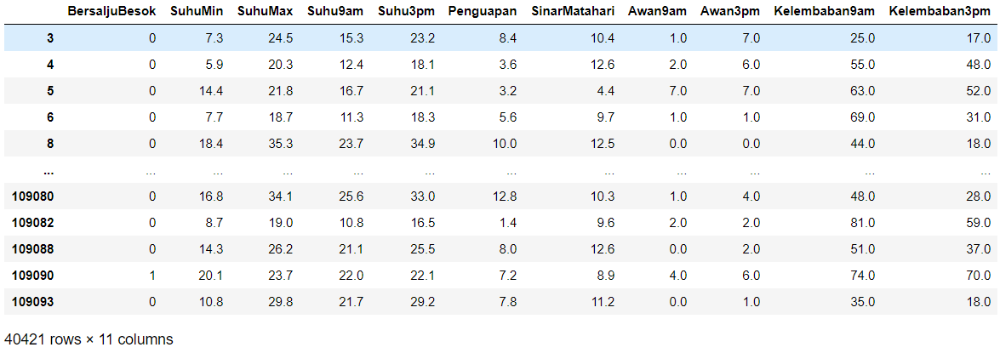 BersaljuBesok SuhuMin SuhuMax Suhu9am Suhu3pm Penguapan SinarMatahari Awan9am Awan3pm Kelembaban9am Kelembaban3pm
3 0 7.3 24.5 15.3 23.2 8.4 10.4 1.0 7.0 25.0 17.0
4 0 5.9 20.3 12.4 18.1 3.6 12.6 2.0 6.0 55.0 48.0
5 0 14.4 21.8 16.7 21.1 3.2 4.4 7.0 7.0 63.0 52.0
6 0 7.7 18.7 11.3 18.3 5.6 9.7 1.0 1.0 69.0 31.0
8 0 18.4 35.3 23.7 34.9 10.0 12.5 0.0 0.0 44.0 18.0
... ... ... ... ... ... ... ... ... ... ... ...
109080 0 16.8 34.1 25.6 33.0 12.8 10.3 1.0 4.0 48.0 28.0
109082 0 8.7 19.0 10.8 16.5 1.4 9.6 2.0 2.0 81.0 59.0
109088 0 14.3 26.2 21.1 25.5 8.0 12.6 0.0 2.0 51.0 37.0
109090 1 20.1 23.7 22.0 22.1 7.2 8.9 4.0 6.0 74.0 70.0
109093 0 10.8 29.8 21.7 29.2 7.8 11.2 0.0 1.0 35.0 18.0
40421 rows × 11 columns